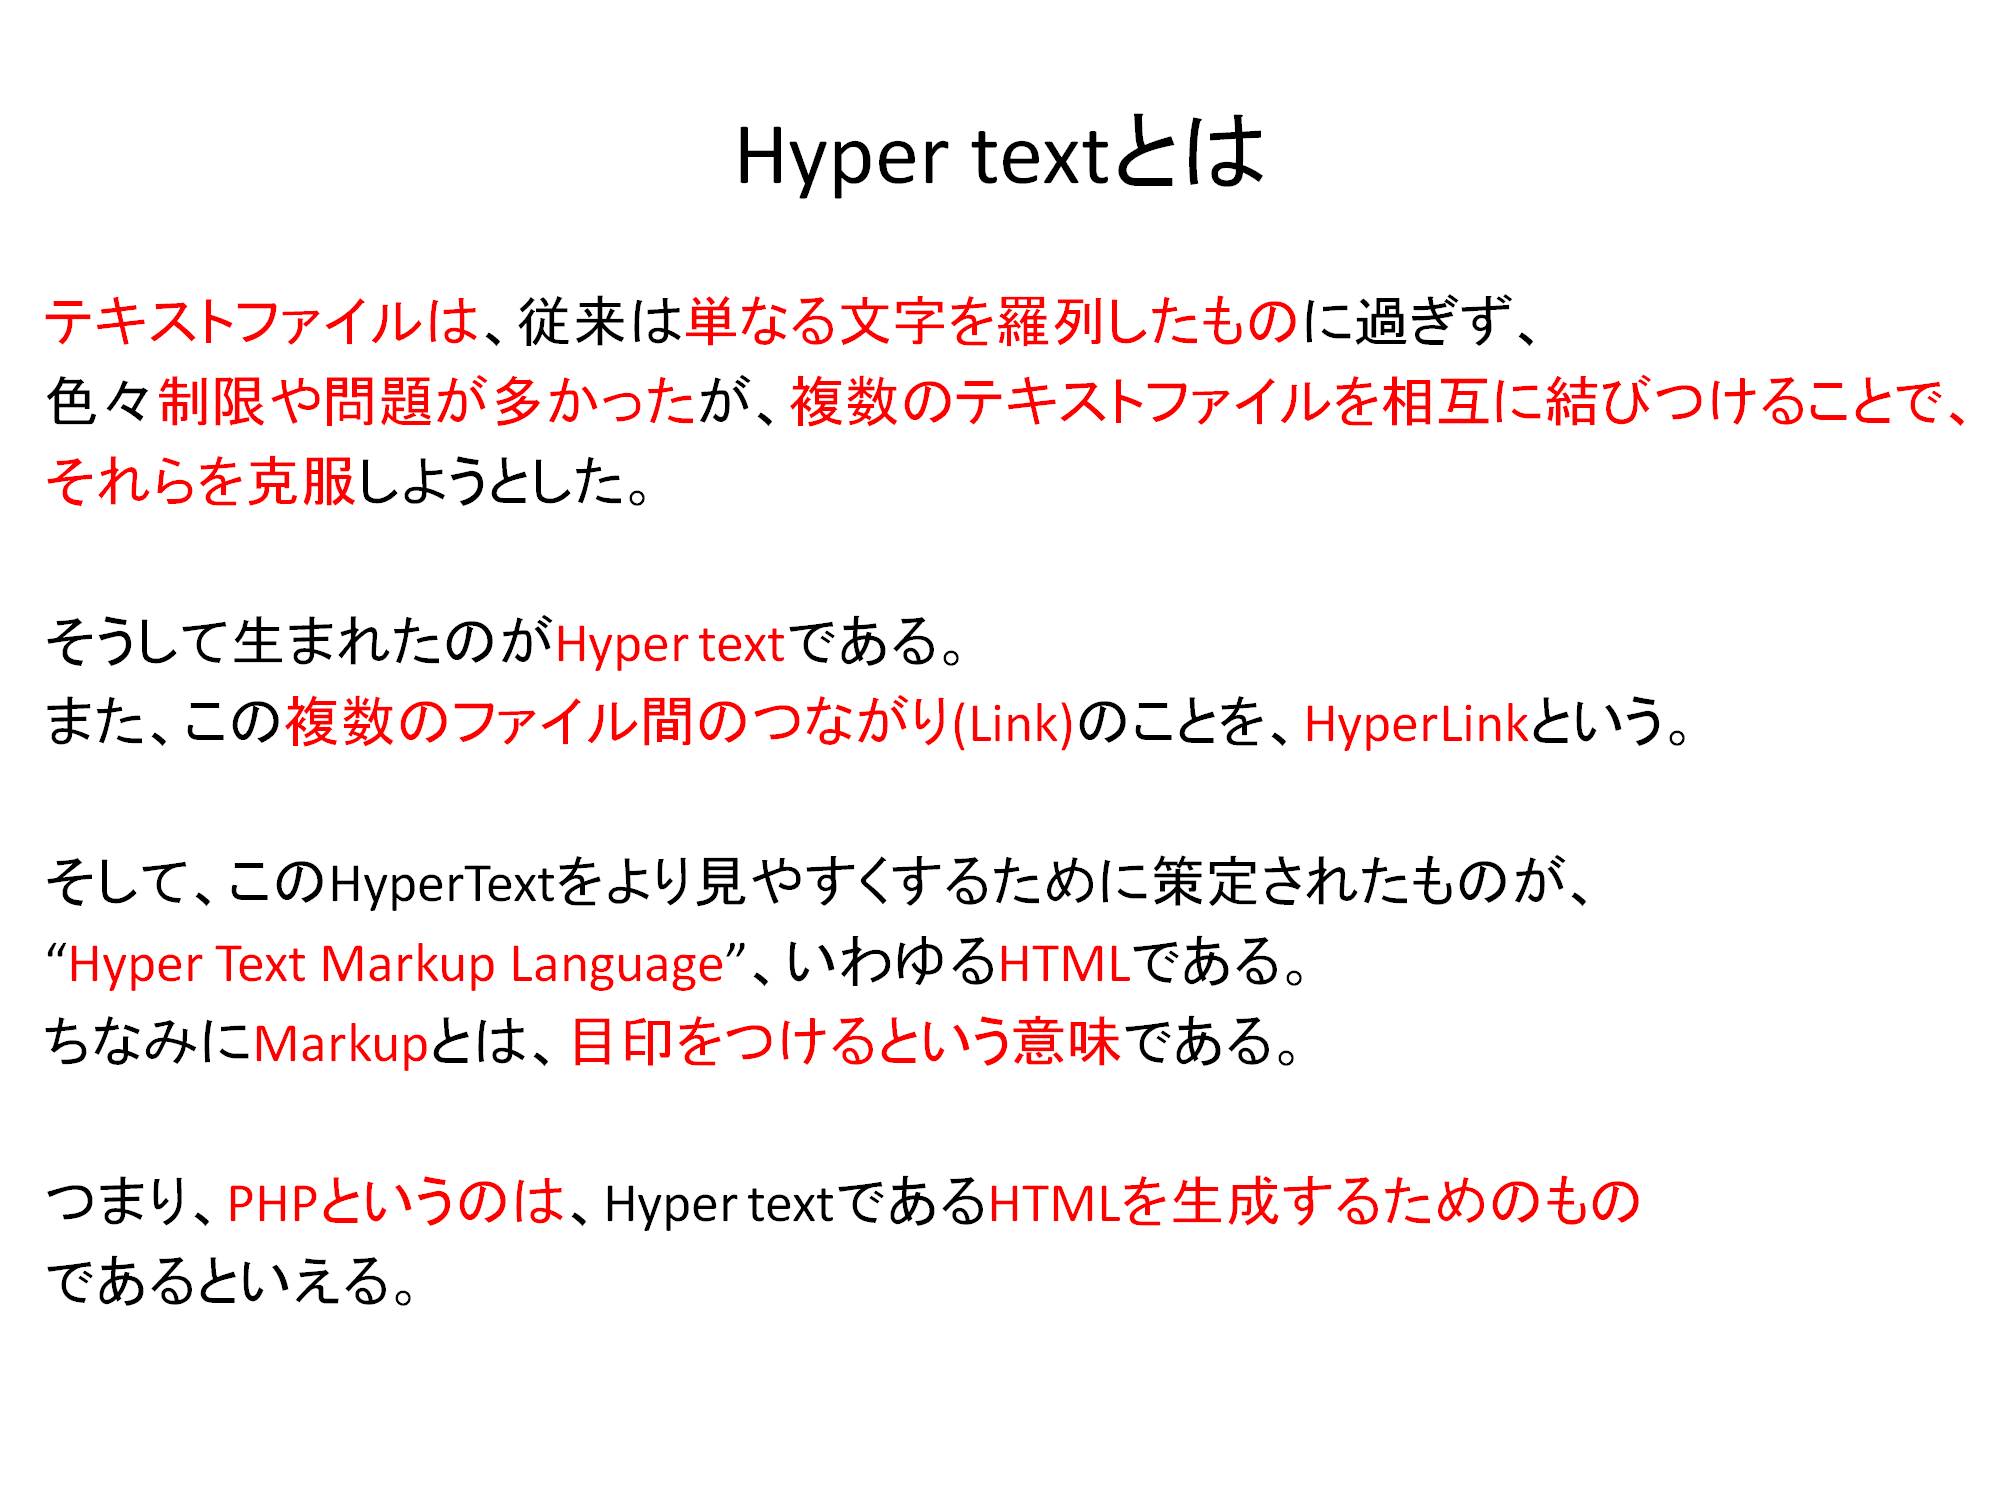 Hyper textとは
テキストファイルは、従来は単なる文字を羅列したものに過ぎず、
色々制限や問題が多かったが、複数のテキストファイルを相互に結びつけることで、
それらを克服しようとした。
そうして生まれたのがHyper textである。
また、この複数のファイル間のつながり(Link)のことを、HyperLinkという。
そして、このHyperTextをより見やすくするために策定されたものが、
“Hyper Text Markup Language”、いわゆるHTMLである。
ちなみにMarkupとは、目印をつけるという意味である。
つまり、PHPというのは、Hyper textであるHTMLを生成するためのもの
であるといえる。